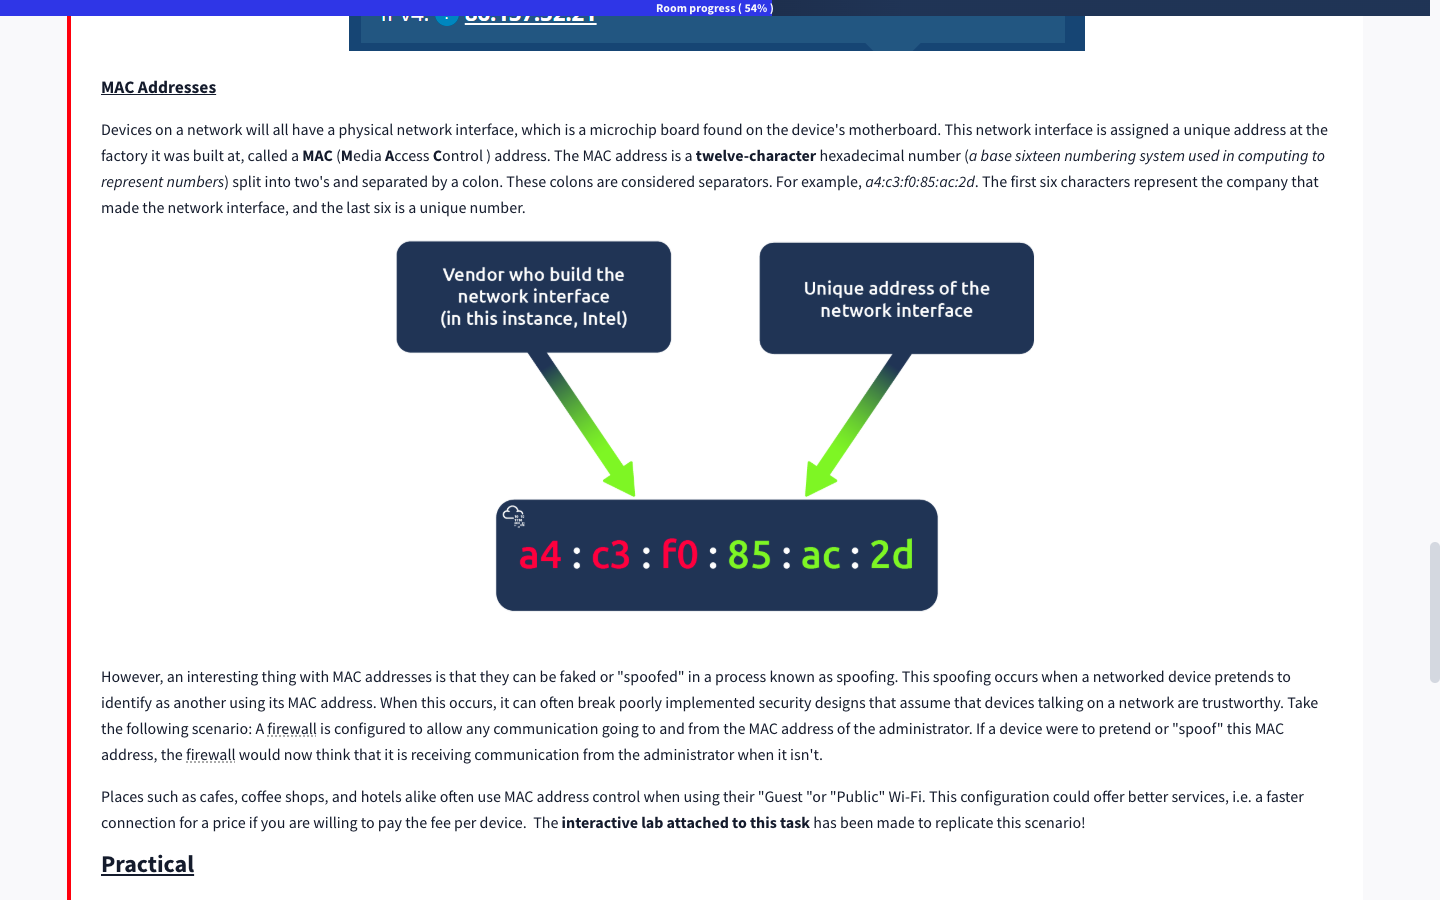 Room progress ( 54% )
MAC Addresses
Devices on a network will all have a physical network interface, which is a microchip board found on the device's motherboard. This network interface is assigned a unique address at the
factory it was built at, called a MAC (Media Access Control ) address. The MAC address is a twelve-character hexadecimal number (a base sixteen numbering system used in computing to
represent numbers) split into two's and separated by a colon. These colons are considered separators. For example, a4:c3:f0:85:ac:2d. The first six characters represent the company that
made the network interface, and the last six is a unique number.
Vendor who build the
network interface
(in this instance, Intel)
Unique address of the
network interface
a4 : c3 : f0 : 85 : ac : 2d
However, an interesting thing with MAC addresses is that they can be faked or "spoofed" in a process known as spoofing. This spoofing occurs when a networked device pretends to
identify as another using its MAC address. When this occurs, it can often break poorly implemented security designs that assume that devices talking on a network are trustworthy. Take
the following scenario: A firewall is configured to allow any communication going to and from the MAC address of the administrator. If a device were to pretend or "spoof" this MAC
address, the firewall would now think that it is receiving communication from the administrator when it isn't.
Places such as cafes, coffee shops, and hotels alike often use MAC address control when using their "Guest "or "Public" Wi-Fi. This configuration could offer better services, i.e. a faster
connection for a price if you are willing to pay the fee per device.  The interactive lab attached to this task has been made to replicate this scenario!
Practical